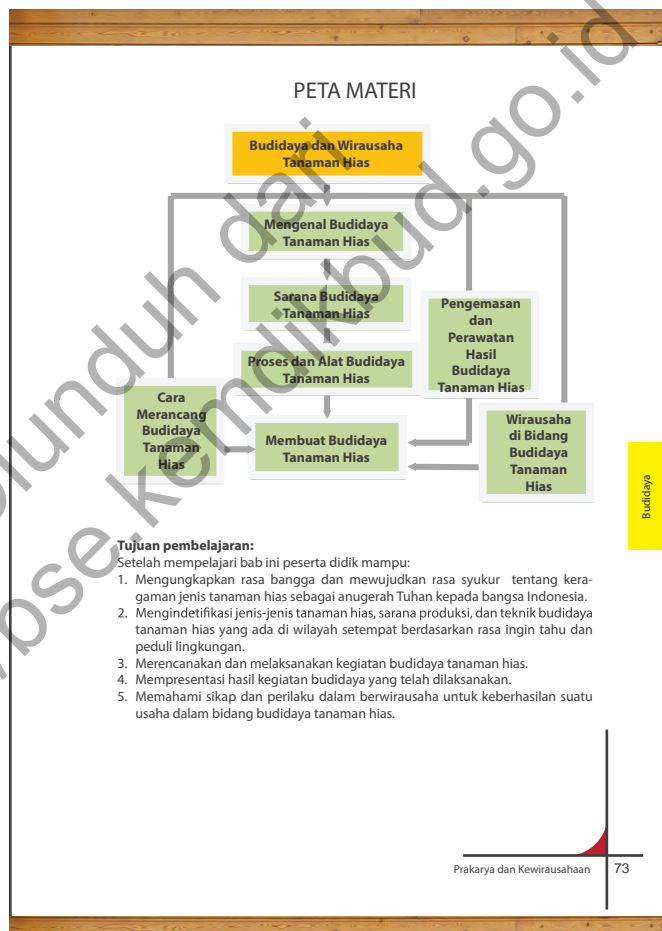 PETA MATERI
Budidaya dan Wirausaha
Tanaman Hias
Mengenal Budidaya
Tanaman Hias
Sarana Budidaya
Tanaman Hias
Proses dan Alat Budidaya
Tanaman Hias
Membuat Budidaya
Tanaman Hias
Cara
Merancang
Budidaya
Tanaman
Hias
Pengemasan
dan
Perawatan
Hasil
Budidaya
Tanaman Hias
Wirausaha
di Bidang
Budidaya
Tanaman
Hias
Budidaya
Tujuan pembelajaran:
Setelah mempelajari bab ini peserta didik mampu:
1. Mengungkapkan rasa bangga dan mewujudkan rasa syukur tentang kera-
gaman jenis tanaman hias sebagai anugerah Tuhan kepada bangsa Indonesia.
2. Mengindetifikasi jenis-jenis tanaman hias, sarana produksi, dan teknik budidaya
tanaman hias yang ada di wilayah setempat berdasarkan rasa ingin tahu dan
peduli lingkungan.
3. Merencanakan dan melaksanakan kegiatan budidaya tanaman hias.
4. Mempresentasi hasil kegiatan budidaya yang telah dilaksanakan.
5. Memahami sikap dan perilaku dalam berwirausaha untuk keberhasilan suatu
usaha dalam bidang budidaya tanaman hias.
Prakarya dan Kewirausahaan
73
diunduh dari
bse.kemdikbud.go.id